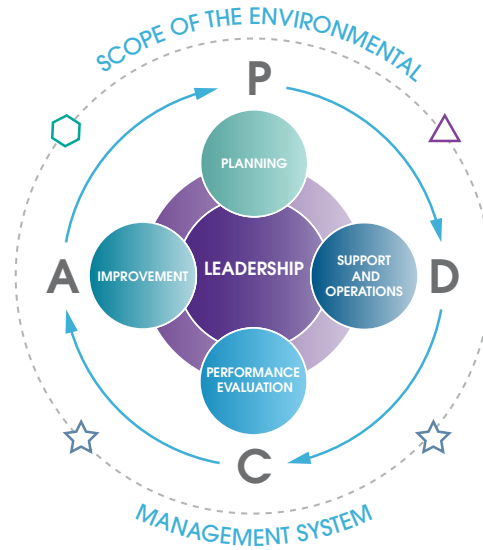 SCOPE OF THE ENVIRONMENTAL
P
PLANNING
A
IMPROVEMENT
LEADERSHIP
SUPPORT
AND
OPERATIONS
D
PERFORMANCE
EVALUATION
C
MANAGEMENT SYSTEM